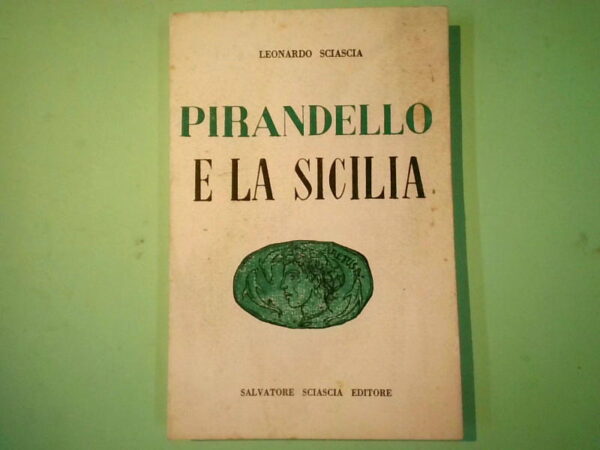 LEONARDO SCIASCIA
PIRANDELLO
E LA SICILIA
SALVATORE SCIASCIA EDITORE